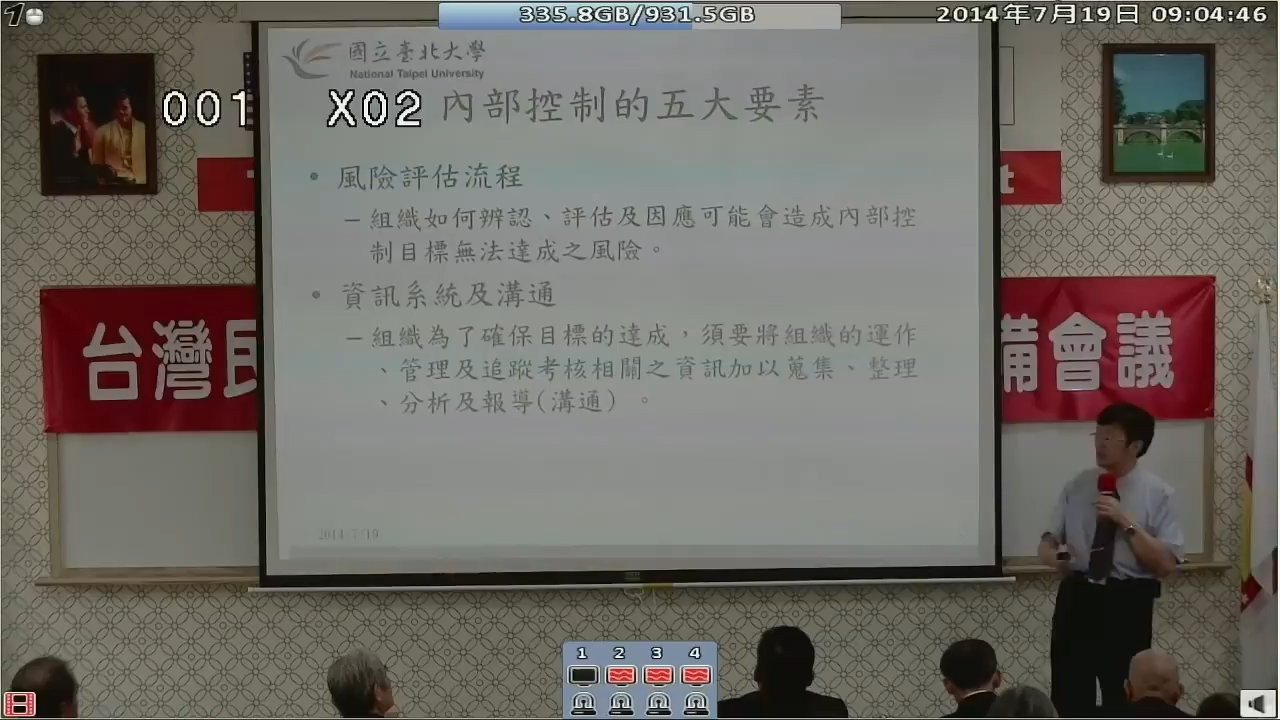 335.8GB/931.5GB
2014年7月19日 09:04:46
國立臺北大學
National Taipei University
001 X02
內部控制的五大要素
• 風險評估流程
– 組織如何辨認、評估及因應可能會造成內部控
制目標無法達成之風險。
• 資訊系統及溝通
– 組織為了確保目標的達成，須要將組織的運作
、管理及追蹤考核相關之資訊加以蒐集、整理
、分析及報導(溝通) 。
台灣民
備會議
t
2014/7/19
1 2 3 4